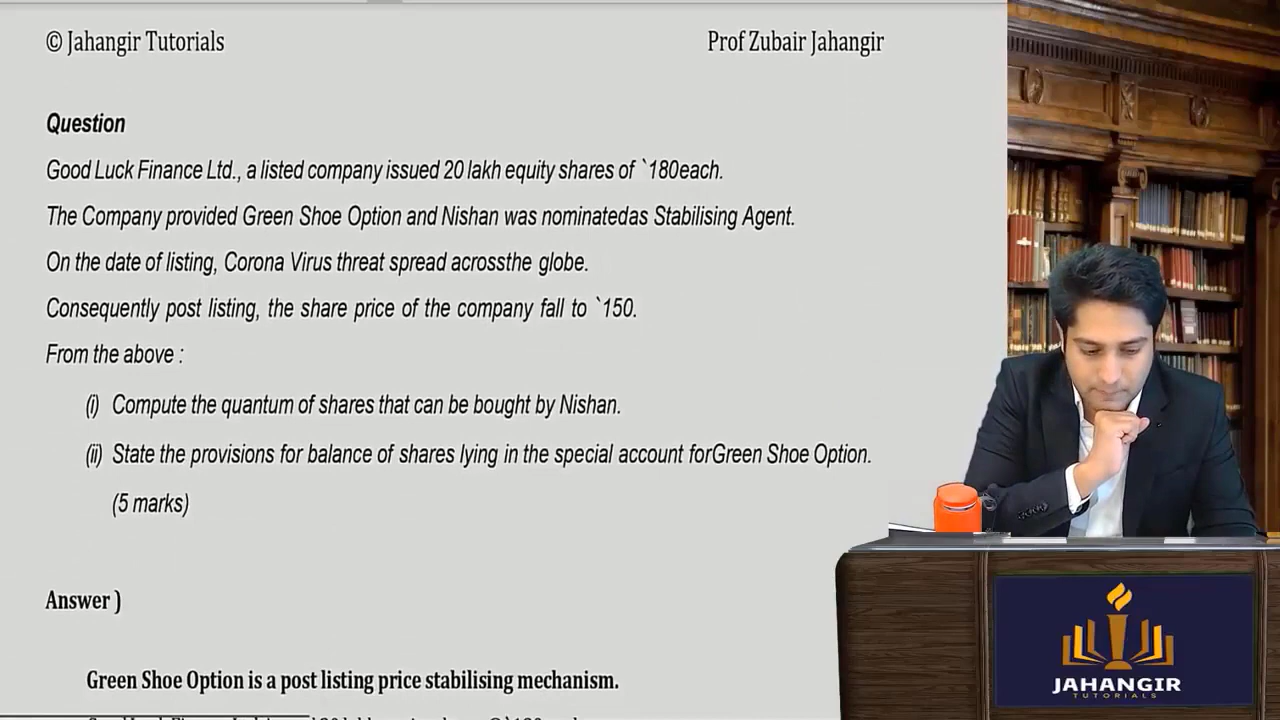 © Jahangir Tutorials
Prof Zubair Jahangir
Question
Good Luck Finance Ltd., a listed company issued 20 lakh equity shares of `180each.
The Company provided Green Shoe Option and Nishan was nominatedas Stabilising Agent.
On the date of listing, Corona Virus threat spread acrossthe globe.
Consequently post listing, the share price of the company fall to `150.
From the above :
(i) Compute the quantum of shares that can be bought by Nishan.
(ii) State the provisions for balance of shares lying in the special account forGreen Shoe Option.
(5 marks)
Answer )
Green Shoe Option is a post listing price stabilising mechanism.
JAHANGIR
TUTORIALS